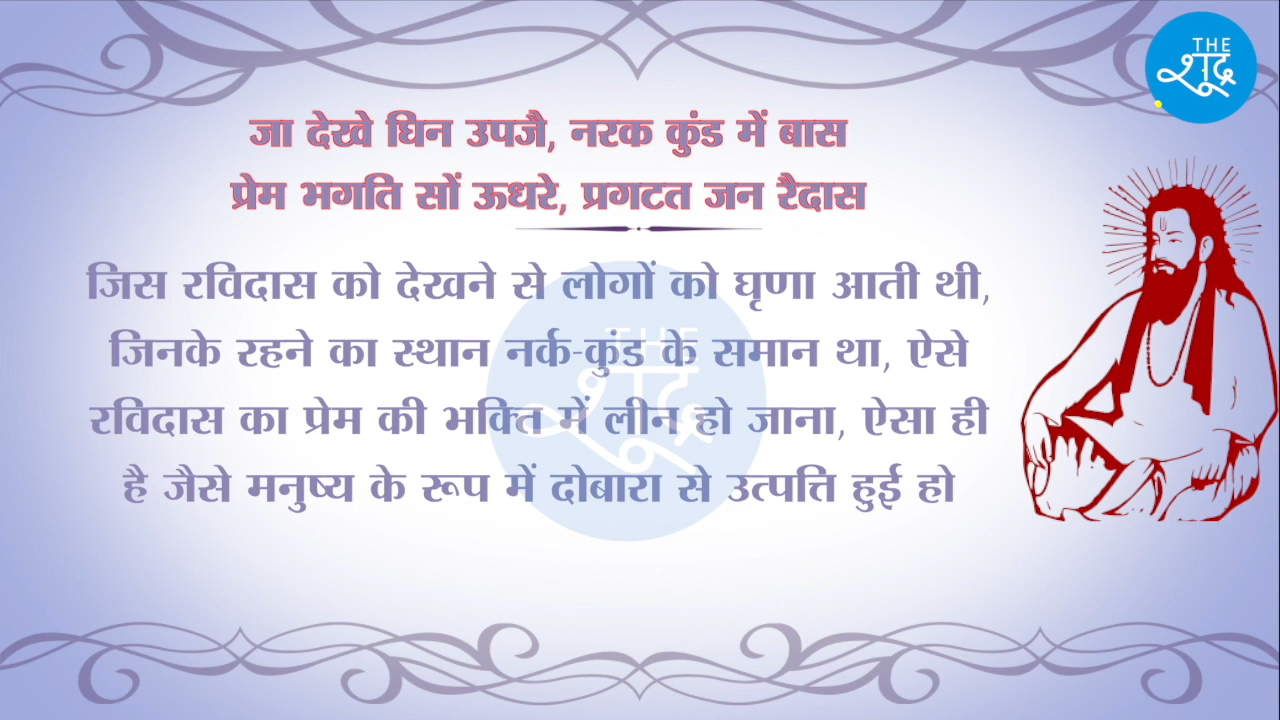 THE
शूद्र
जा देखे घिन उपजै, नरक कुंड में बास
प्रेम भगति सों ऊधरे, प्रगटत जन रैदास
जिस रविदास को देखने से लोगों को घृणा आती थी,
जिनके रहने का स्थान नर्क-कुंड के समान था, ऐसे
रविदास का प्रेम की भक्ति में लीन हो जाना, ऐसा ही
है जैसे मनुष्य के रूप में दोबारा से उत्पत्ति हुई हो
THE
शूद्र